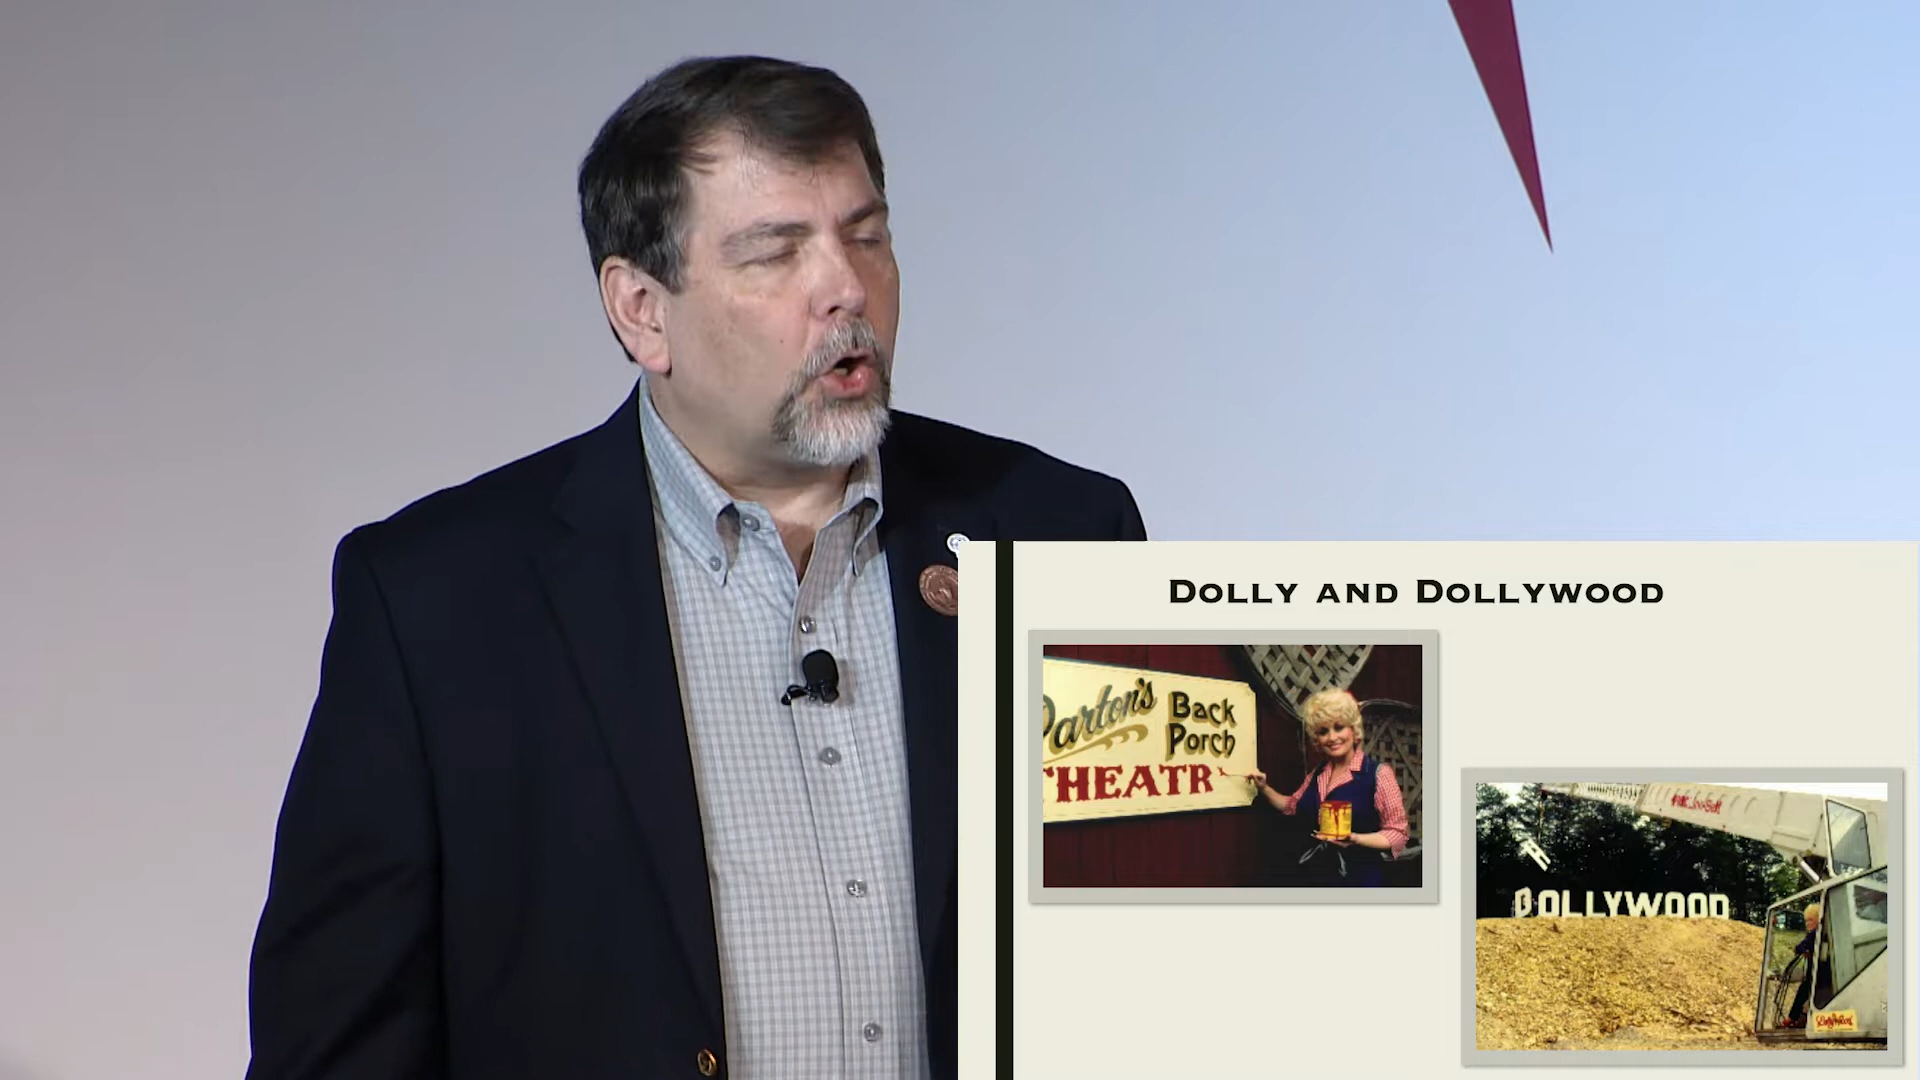 DOLLY AND DOLLYWOOD
Parton's
Back
Porch
THEATR
DOLLYWOOD